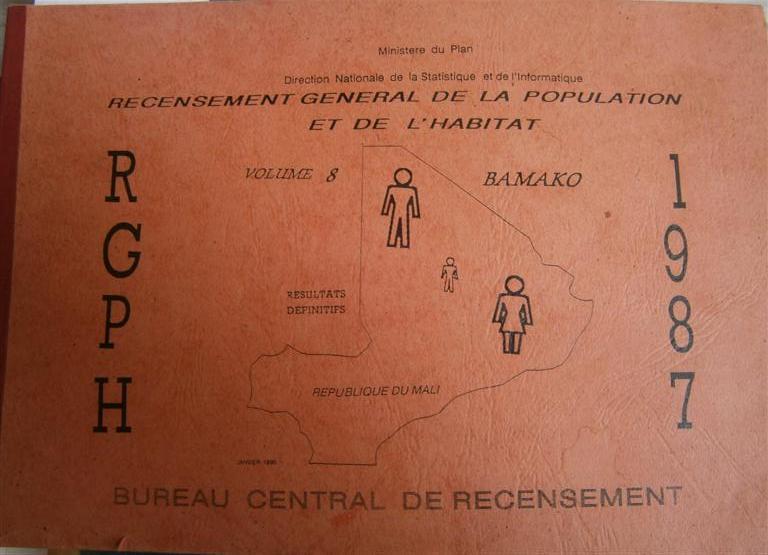 Ministere du Plan
Direction Nationale de la Statistique et de l'Informatique
RECENSEMENT GENERAL DE LA POPULATION
ET DE L'HABITAT
VOLUME 8
BAMAKO
R
G
P
H
1
9
8
7
RESULTATS
DEFINITIFS
REPUBLIQUE DU MALI
BUREAU CENTRAL DE RECENSEMENT